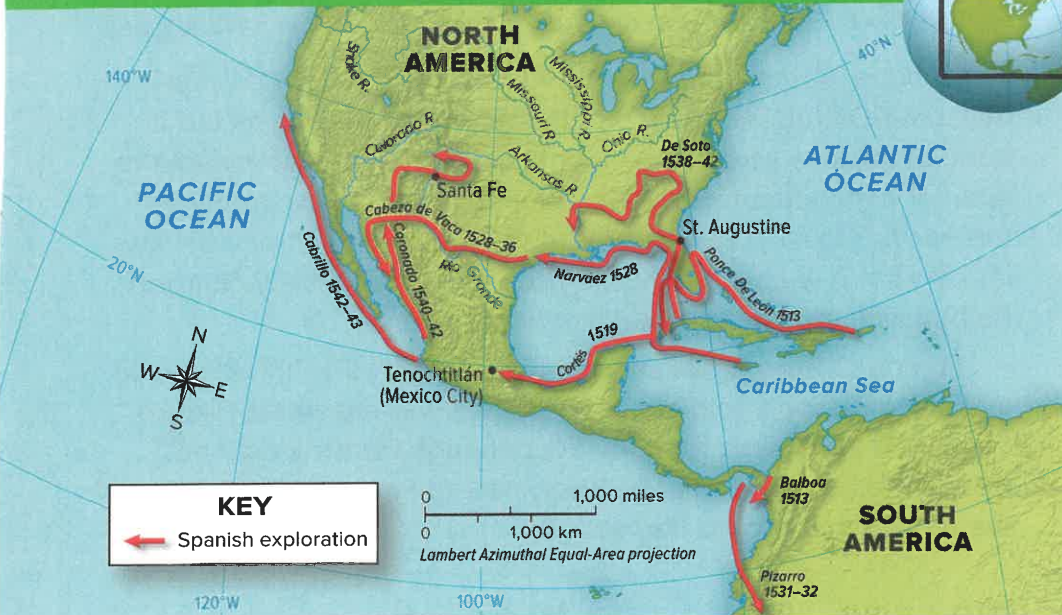 NORTH
AMERICA
140°W
40°N
Snake R.
Missouri R.
Mississippi R.
Ohio R.
Colorado R.
Arkansas R.
De Soto
1538–42
ATLANTIC
OCEAN
PACIFIC
OCEAN
Santa Fe
Cabeza de Vaca 1528–36
St. Augustine
Coronado 1540–42
Rio Grande
Narvaez 1528
Ponce De León 1513
Cabrillo 1542–43
20°N
Cortés 1519
N
W
E
S
Tenochtitlán
(Mexico City)
Caribbean Sea
Balboa
1513
SOUTH
AMERICA
KEY
Spanish exploration
0 1,000 miles
0 1,000 km
Lambert Azimuthal Equal-Area projection
Pizarro
1531–32
120°W
100°W